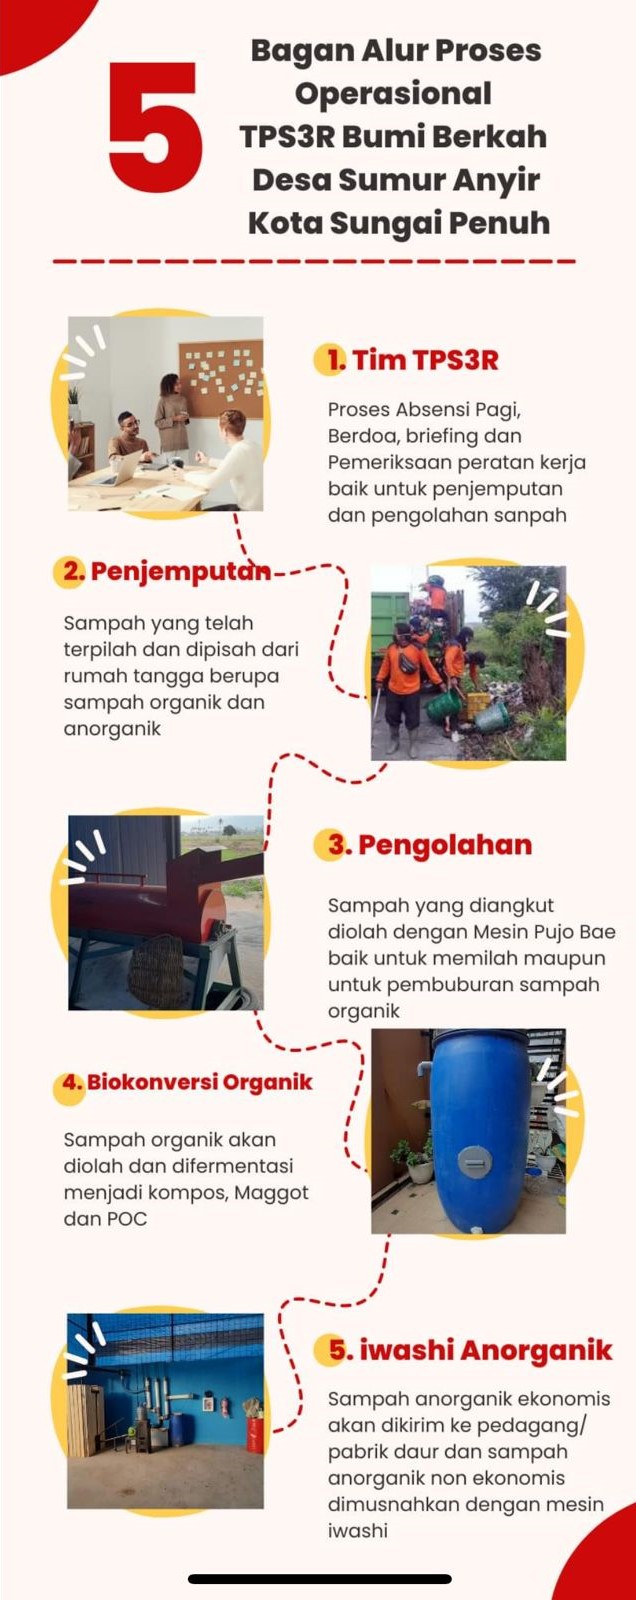 5
Bagan Alur Proses
Operasional
TPS3R Bumi Berkah
Desa Sumur Anyir
Kota Sungai Penuh
1. Tim TPS3R
Proses Absensi Pagi,
Berdoa, briefing dan
Pemeriksaan peratan kerja
baik untuk penjemputan
dan pengolahan sanpah
2. Penjemputan
Sampah yang telah
terpilah dan dipisah dari
rumah tangga berupa
sampah organik dan
anorganik
3. Pengolahan
Sampah yang diangkut
diolah dengan Mesin Pujo Bae
baik untuk memilah maupun
untuk pembuburan sampah
organik
4. Biokonversi Organik
Sampah organik akan
diolah dan difermentasi
menjadi kompos, Maggot
dan POC
5. iwashi Anorganik
Sampah anorganik ekonomis
akan dikirim ke pedagang/
pabrik daur dan sampah
anorganik non ekonomis
dimusnahkan dengan mesin
iwashi